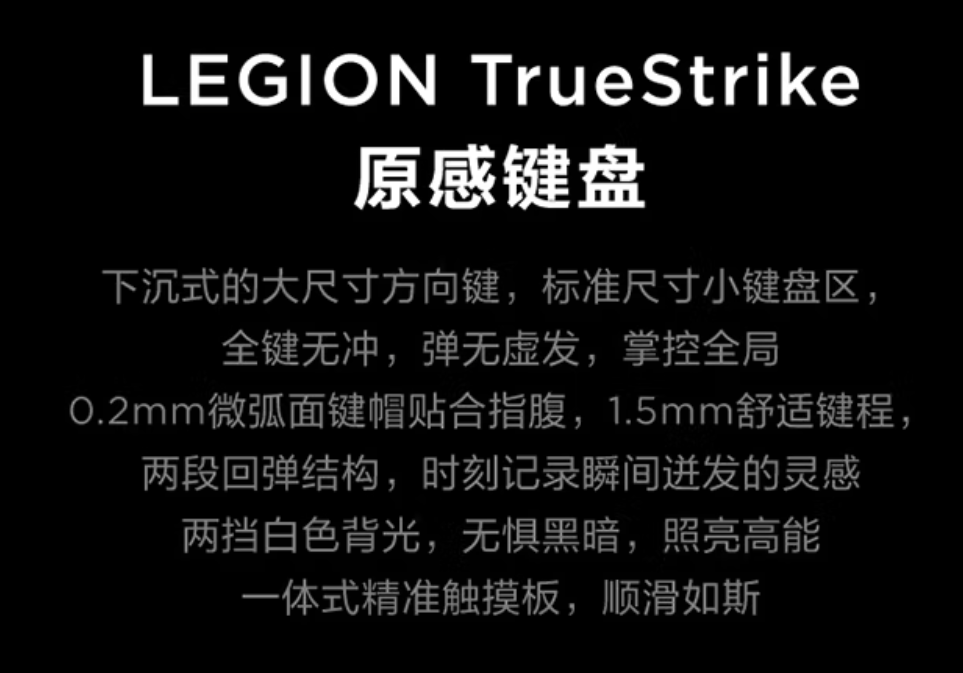 LEGION TrueStrike
原感键盘
下沉式的大尺寸方向键，标准尺寸小键盘区，
全键无冲，弹无虚发，掌控全局
0.2mm微弧面键帽贴合指腹，1.5mm舒适键程，
两段回弹结构，时刻记录瞬间迸发的灵感
两挡白色背光，无惧黑暗，照亮高能
一体式精准触摸板，顺滑如斯